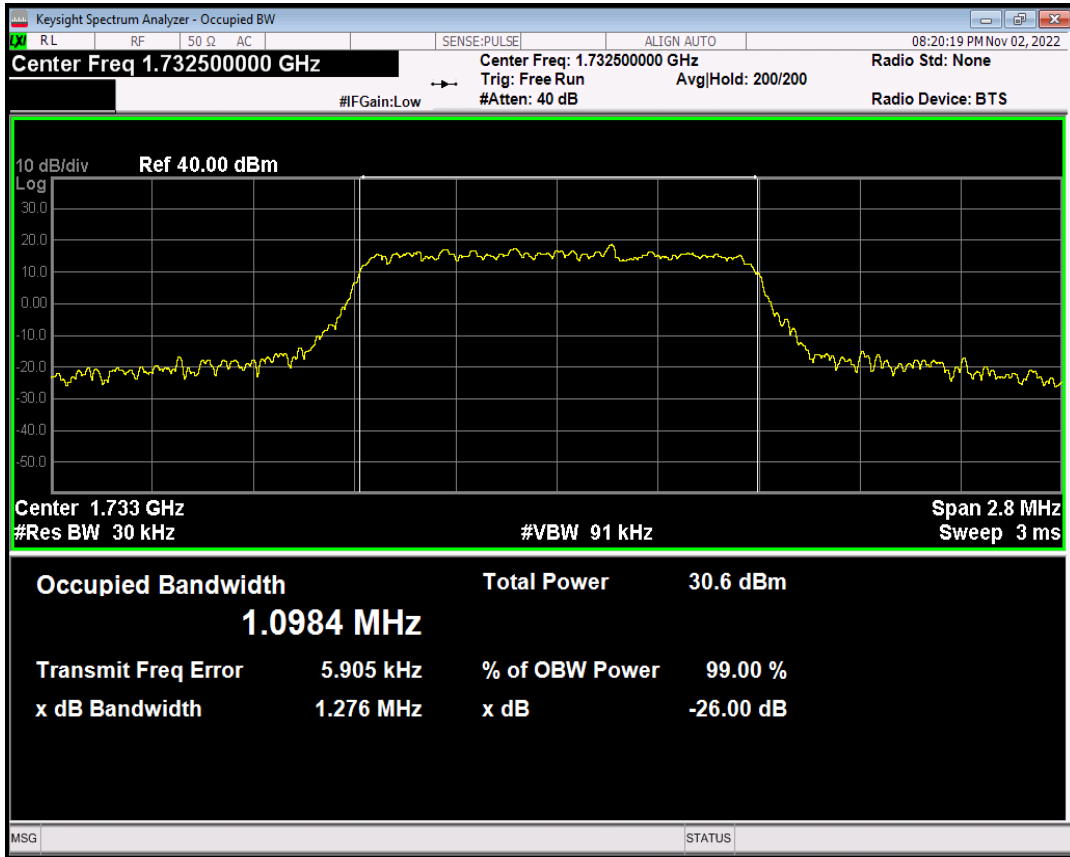 Keysight Spectrum Analyzer - Occupied BW
LXI RL RF 50 Ω AC SENSE:PULSE ALIGN AUTO 08:20:19 PM Nov 02, 2022
Center Freq 1.732500000 GHz Center Freq: 1.732500000 GHz Radio Std: None
Trig: Free Run Avg|Hold: 200/200
#IFGain:Low #Atten: 40 dB Radio Device: BTS
10 dB/div Ref 40.00 dBm
Log
30.0
20.0
10.0
0.00
-10.0
-20.0
-30.0
-40.0
-50.0
Center 1.733 GHz Span 2.8 MHz
#Res BW 30 kHz #VBW 91 kHz Sweep 3 ms
Occupied Bandwidth Total Power 30.6 dBm
1.0984 MHz
Transmit Freq Error 5.905 kHz % of OBW Power 99.00 %
x dB Bandwidth 1.276 MHz x dB -26.00 dB
MSG STATUS